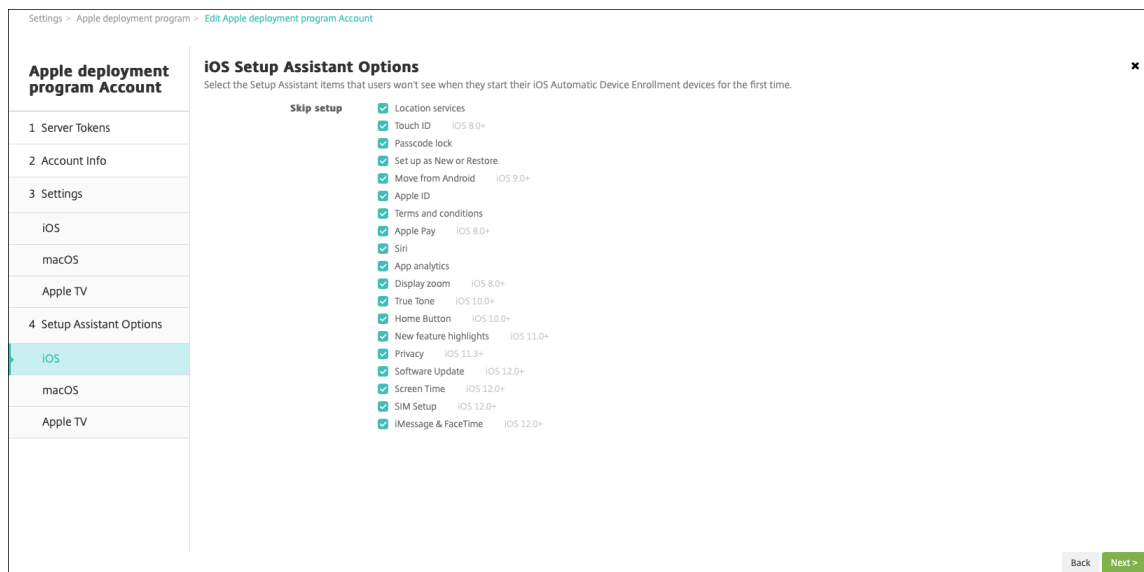 Settings > Apple deployment program > Edit Apple deployment program Account
Apple deployment
program Account
1 Server Tokens
2 Account Info
3 Settings
iOS
macOS
Apple TV
4 Setup Assistant Options
iOS
macOS
Apple TV
iOS Setup Assistant Options
Select the Setup Assistant items that users won't see when they start their iOS Automatic Device Enrollment devices for the first time.
Skip setup
Location services
Touch ID iOS 8.0+
Passcode lock
Set up as New or Restore
Move from Android iOS 9.0+
Apple ID
Terms and conditions
Apple Pay iOS 8.0+
Siri
App analytics
Display zoom iOS 8.0+
True Tone iOS 10.0+
Home Button iOS 10.0+
New feature highlights iOS 11.0+
Privacy iOS 11.3+
Software Update iOS 12.0+
Screen Time iOS 12.0+
SIM Setup iOS 12.0+
iMessage & FaceTime iOS 12.0+
Back Next >